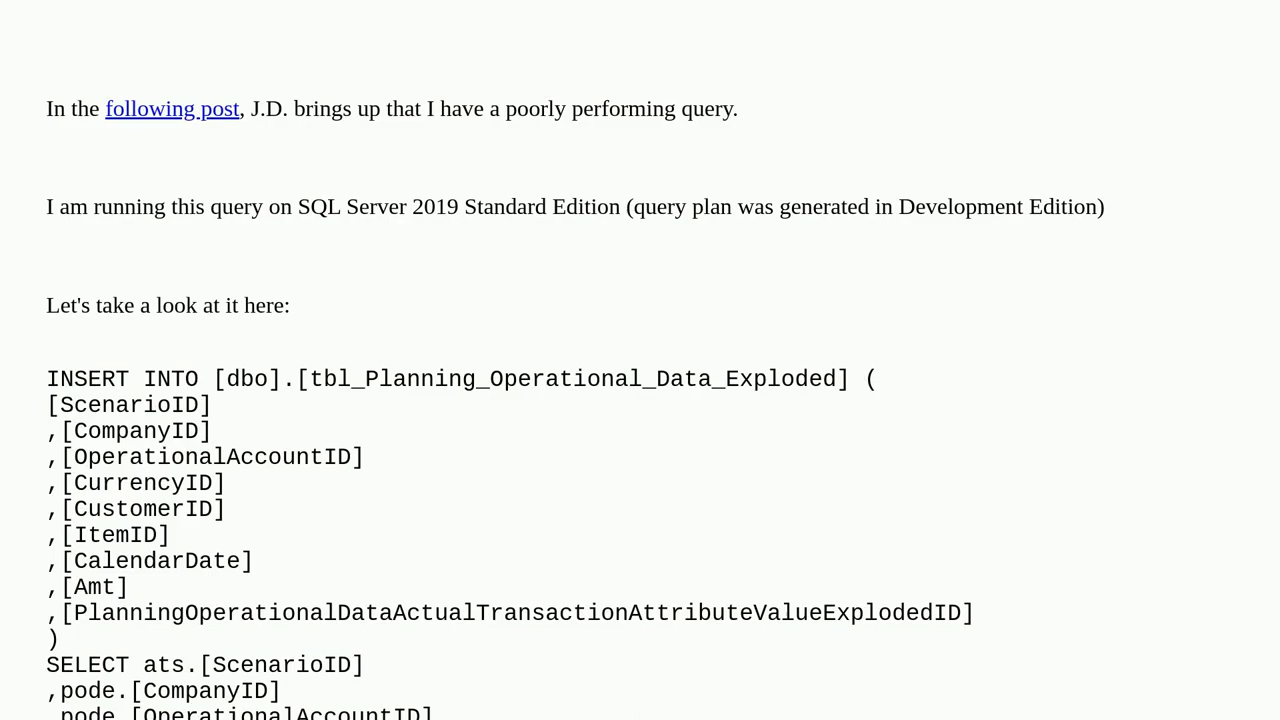 In the following post, J.D. brings up that I have a poorly performing query.
I am running this query on SQL Server 2019 Standard Edition (query plan was generated in Development Edition)
Let's take a look at it here:
INSERT INTO [dbo].[tbl_Planning_Operational_Data_Exploded] (
[ScenarioID]
,[CompanyID]
,[OperationalAccountID]
,[CurrencyID]
,[CustomerID]
,[ItemID]
,[CalendarDate]
,[Amt]
,[PlanningOperationalDataActualTransactionAttributeValueExplodedID]
)
SELECT ats.[ScenarioID]
,pode.[CompanyID]
,pode.[OperationalAccountID]